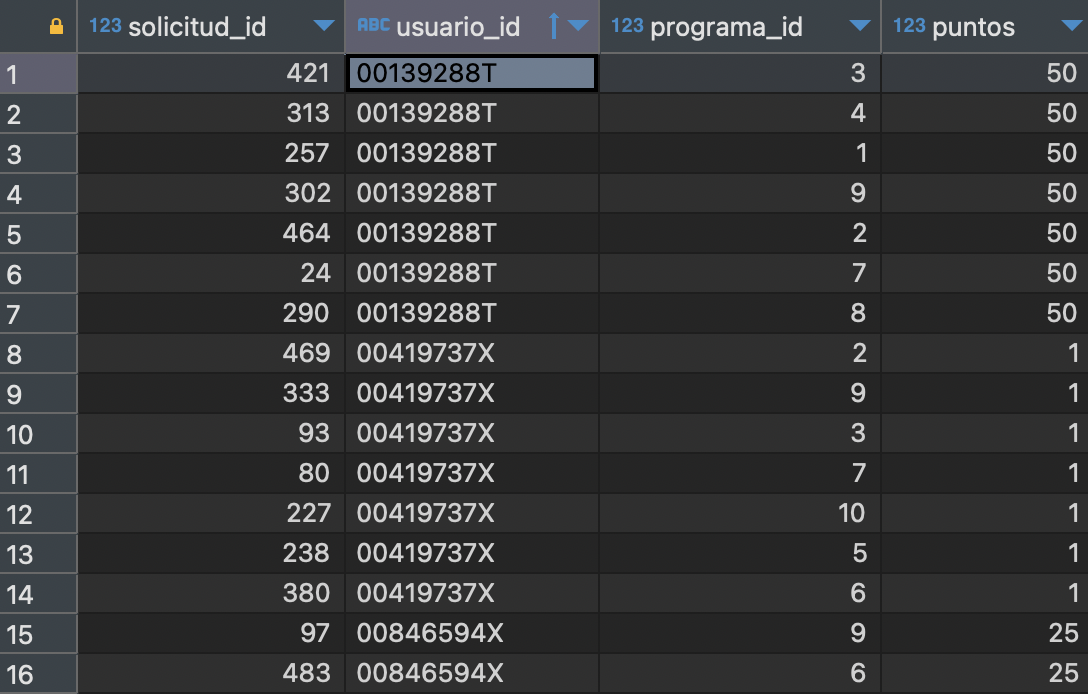 123 solicitud_id ABC usuario_id 123 programa_id 123 puntos
1 421 00139288T 3 50
2 313 00139288T 4 50
3 257 00139288T 1 50
4 302 00139288T 9 50
5 464 00139288T 2 50
6 24 00139288T 7 50
7 290 00139288T 8 50
8 469 00419737X 2 1
9 333 00419737X 9 1
10 93 00419737X 3 1
11 80 00419737X 7 1
12 227 00419737X 10 1
13 238 00419737X 5 1
14 380 00419737X 6 1
15 97 00846594X 9 25
16 483 00846594X 6 25